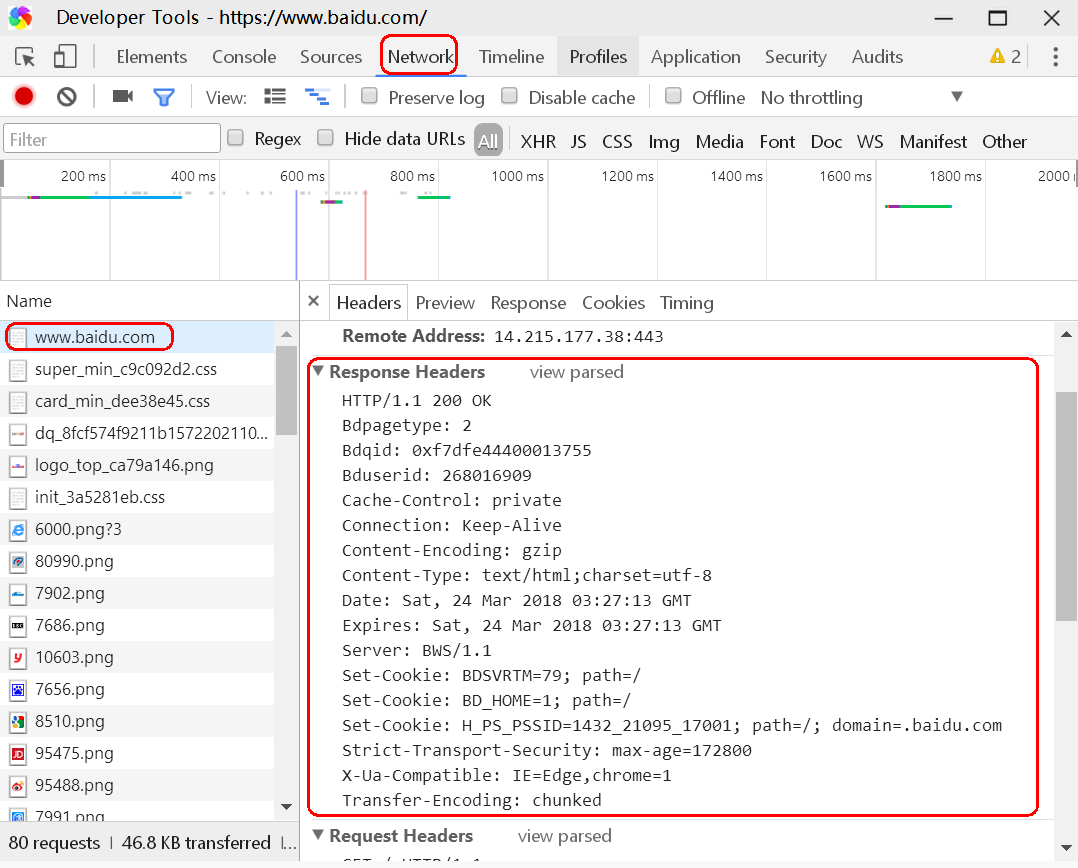 Developer Tools - https://www.baidu.com/
Elements Console Sources Network Timeline Profiles Application Security Audits 2
View: Preserve log Disable cache Offline No throttling
Filter Regex Hide data URLs All XHR JS CSS Img Media Font Doc WS Manifest Other
200 ms 400 ms 600 ms 800 ms 1000 ms 1200 ms 1400 ms 1600 ms 1800 ms 2000
Name
www.baidu.com
super_min_c9c092d2.css
card_min_dee38e45.css
dq_8fcf574f9211b1572202110...
logo_top_ca79a146.png
init_3a5281eb.css
6000.png?3
80990.png
7902.png
7686.png
10603.png
7656.png
8510.png
95475.png
95488.png
7991.png
80 requests | 46.8 KB transferred | ...
× Headers Preview Response Cookies Timing
Remote Address: 14.215.177.38:443
Response Headers view parsed
HTTP/1.1 200 OK
Bdpagetype: 2
Bdqid: 0xf7dfe44400013755
Bduserid: 268016909
Cache-Control: private
Connection: Keep-Alive
Content-Encoding: gzip
Content-Type: text/html;charset=utf-8
Date: Sat, 24 Mar 2018 03:27:13 GMT
Expires: Sat, 24 Mar 2018 03:27:13 GMT
Server: BWS/1.1
Set-Cookie: BDSVRTM=79; path=/
Set-Cookie: BD_HOME=1; path=/
Set-Cookie: H_PS_PSSID=1432_21095_17001; path=/; domain=.baidu.com
Strict-Transport-Security: max-age=172800
X-Ua-Compatible: IE=Edge,chrome=1
Transfer-Encoding: chunked
Request Headers view parsed
GET / HTTP/1.1